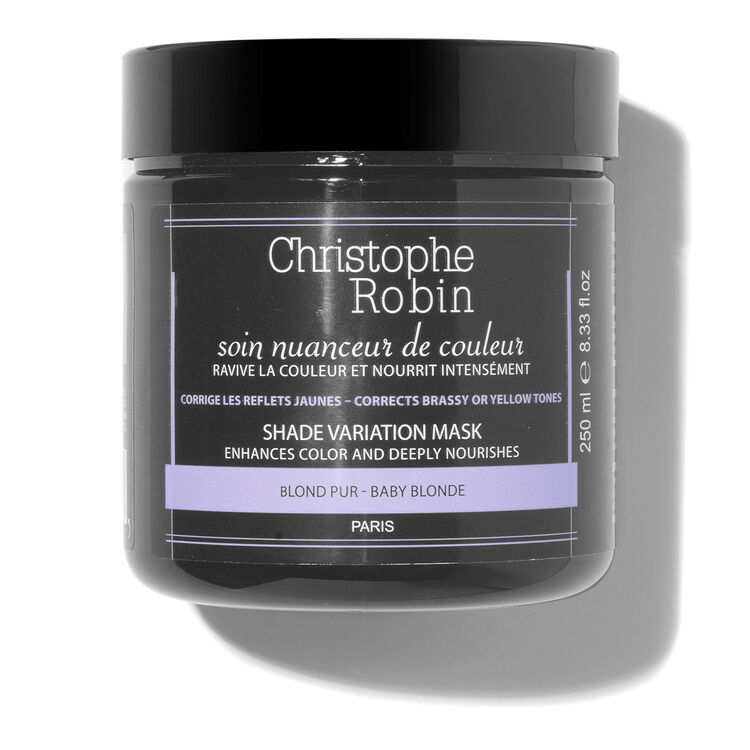 Christophe
Robin
soin nuanceur de couleur
RAVIVE LA COULEUR ET NOURRIT INTENSÉMENT
CORRIGE LES REFLETS JAUNES – CORRECTS BRASSY OR YELLOW TONES
SHADE VARIATION MASK
ENHANCES COLOR AND DEEPLY NOURISHES
BLOND PUR - BABY BLONDE
PARIS
250 ml ℮ 8.33 fl.oz